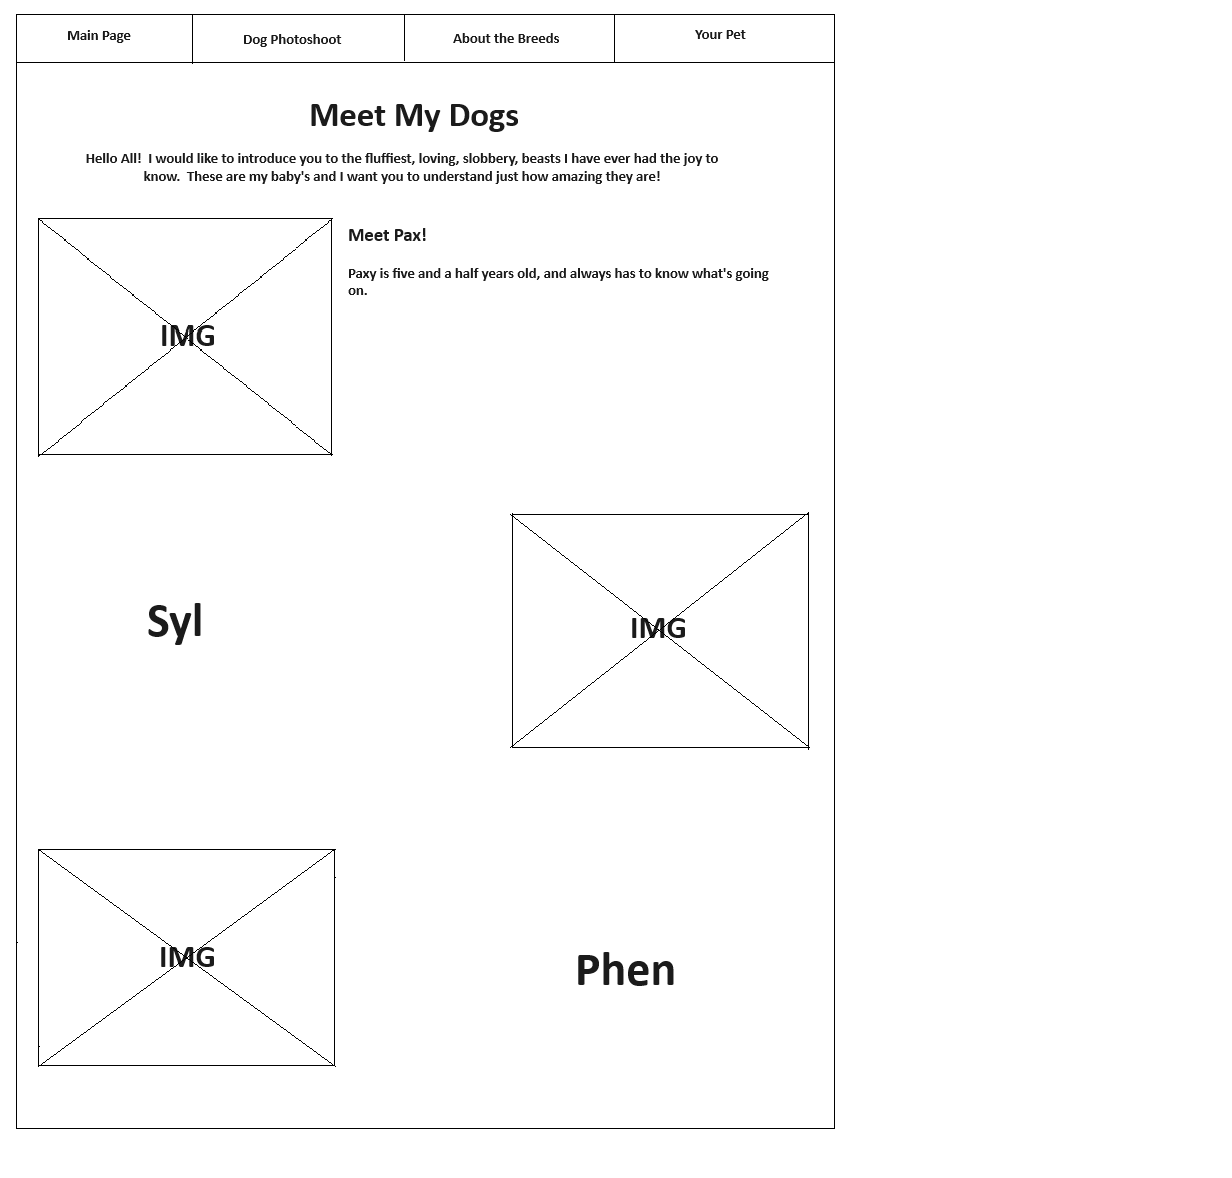 Main Page
Dog Photoshoot
About the Breeds
Your Pet
Meet My Dogs
Hello All!  I would like to introduce you to the fluffiest, loving, slobbery, beasts I have ever had the joy to
know.  These are my baby's and I want you to understand just how amazing they are!
IMG
Meet Pax!
Paxy is five and a half years old, and always has to know what's going
on.
Syl
IMG
IMG
Phen